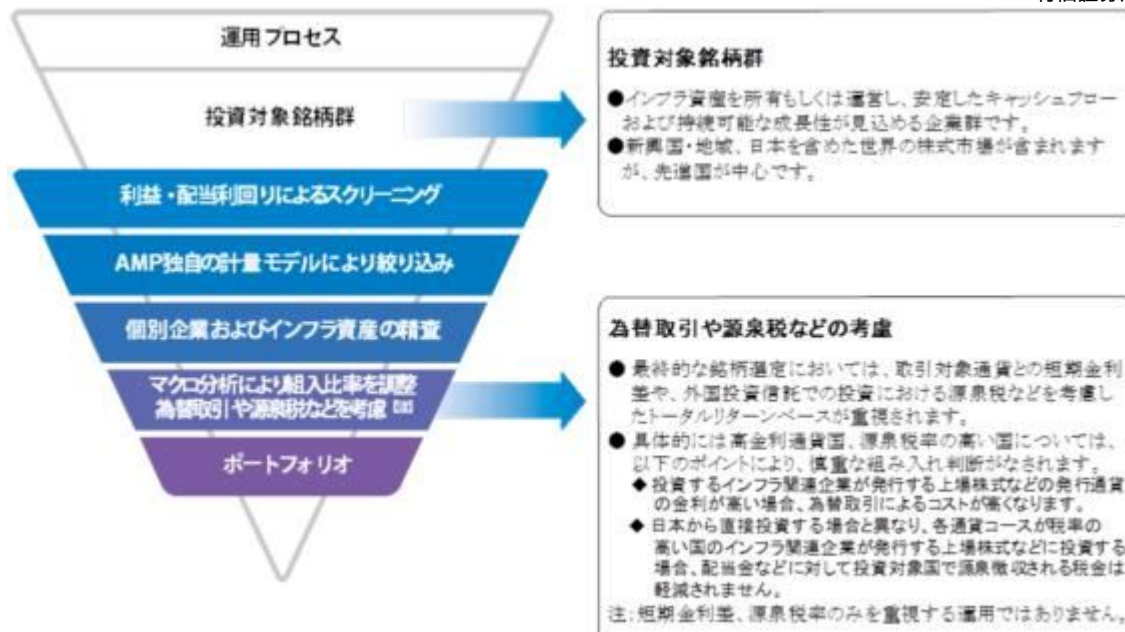 運用プロセス
投資対象銘柄群
利益・配当利回りによるスクリーニング
AMP独自の計量モデルにより絞り込み
個別企業およびインフラ資産の精査
マクロ分析により組入比率を調整
為替取引や源泉税などを考慮
ポートフォリオ
投資対象銘柄群
●インフラ資産を所有もしくは運営し、安定したキャッシュフロー
および持続可能な成長性が見込める企業群です。
●新興国・地域、日本を含めた世界の株式市場が含まれます
が、先進国が中心です。
為替取引や源泉税などの考慮
● 最終的な銘柄選定においては、取引対象通貨との短期金利
差や、外国投資信託での投資における源泉税などを考慮し
たトータルリターンベースが重視されます。
● 具体的には高金利通貨国、源泉税率の高い国については、
以下のポイントにより、慎重な組み入れ判断がなされます。
◆ 投資するインフラ関連企業が発行する上場株式などの発行通貨
の金利が高い場合、為替取引によるコストが高くなります。
◆ 日本から直接投資する場合と異なり、各通貨コースが税率の
高い国のインフラ関連企業が発行する上場株式などに投資する
場合、配当金などに対して投資対象国で源泉徴収される税金は
軽減されません。
注:短期金利差、源泉税率のみを重視する運用ではありません。